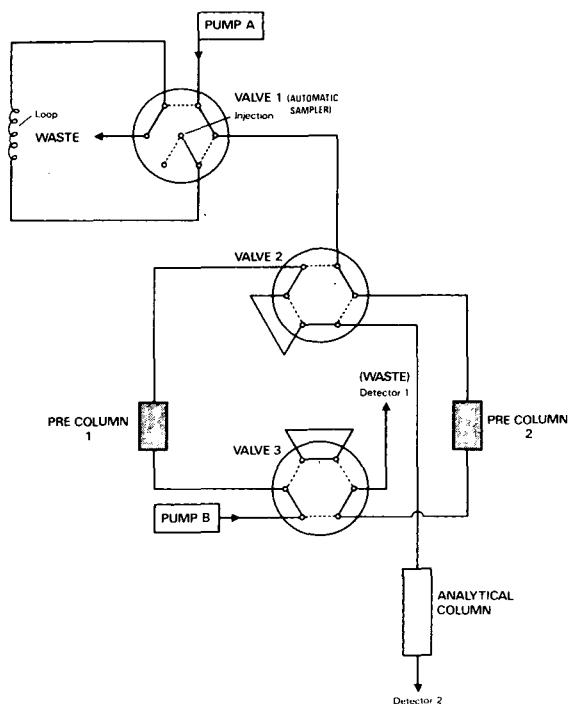 PUMP A
VALVE 1 (AUTOMATIC
SAMPLER)
Loop
Injection
WASTE
VALVE 2
(WASTE)
Detector 1
PRE COLUMN
1
PRE COLUMN
2
VALVE 3
PUMP B
ANALYTICAL
COLUMN
Detector 2